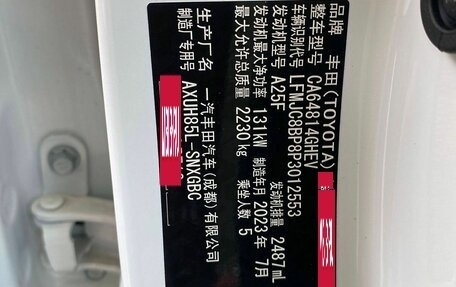 品牌 丰田(TOYOTA)
整车型号 CA64814GHEV
车辆识别代号 LFMJC8BP8P3012553
发动机型号 A25F 发动机排量 2487mL
发动机最大净功率 131kW 制造年月 2023年 7月
最大允许总质量 2230kg 乘坐人数 5
生产厂名 一汽丰田汽车(成都)有限公司
制造厂专用号 AXUH85L-SNXGBC